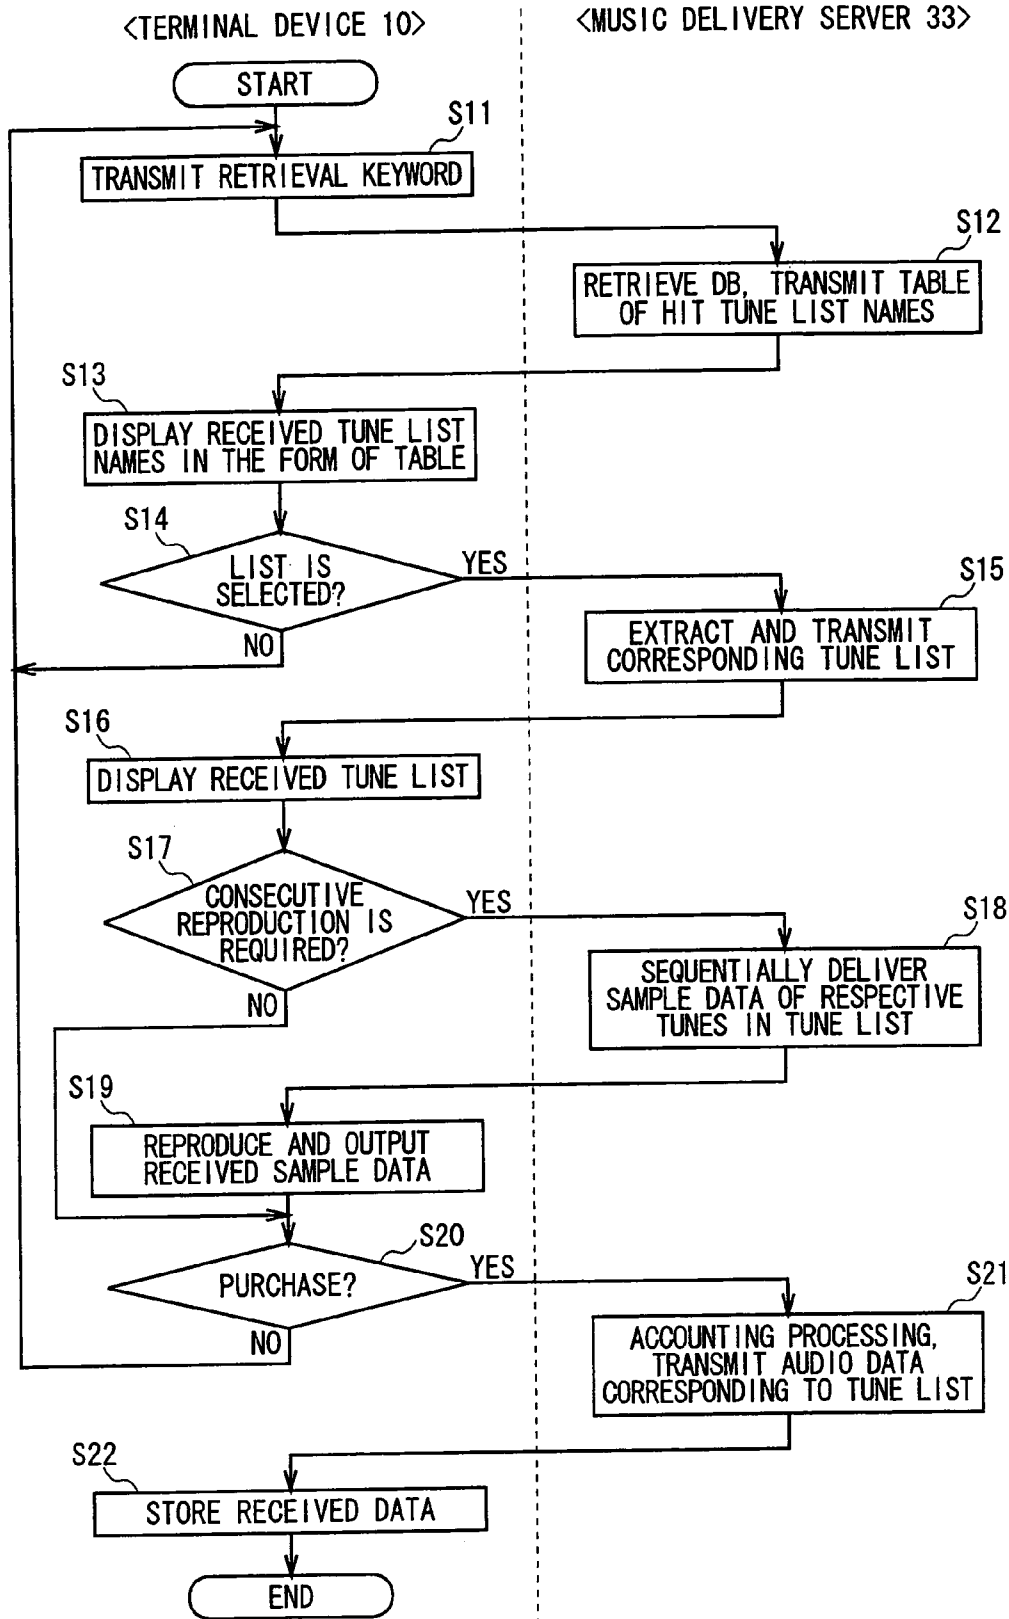 <TERMINAL DEVICE 10>
<MUSIC DELIVERY SERVER 33>
START
S11
TRANSMIT RETRIEVAL KEYWORD
S12
RETRIEVE DB, TRANSMIT TABLE
OF HIT TUNE LIST NAMES
S13
DISPLAY RECEIVED TUNE LIST
NAMES IN THE FORM OF TABLE
S14
LIST IS
SELECTED?
YES
NO
S15
EXTRACT AND TRANSMIT
CORRESPONDING TUNE LIST
S16
DISPLAY RECEIVED TUNE LIST
S17
CONSECUTIVE
REPRODUCTION IS
REQUIRED?
YES
NO
S18
SEQUENTIALLY DELIVER
SAMPLE DATA OF RESPECTIVE
TUNES IN TUNE LIST
S19
REPRODUCE AND OUTPUT
RECEIVED SAMPLE DATA
S20
PURCHASE?
YES
NO
S21
ACCOUNTING PROCESSING,
TRANSMIT AUDIO DATA
CORRESPONDING TO TUNE LIST
S22
STORE RECEIVED DATA
END